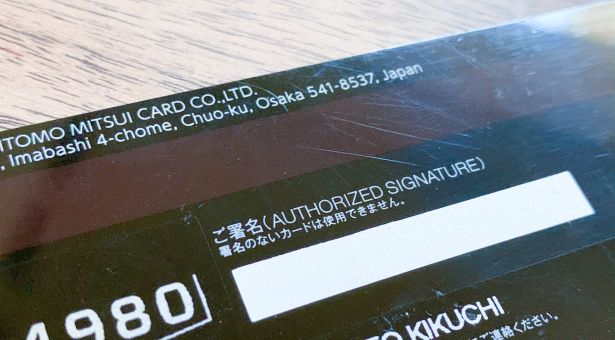 ITOMO MITSUI CARD CO.,LTD.
, Imabashi 4-chome, Chuo-ku, Osaka 541-8537, Japan
ご署名(AUTHORIZED SIGNATURE)
署名のないカードは使用できません。
4980
TO KIKUCHI
ご連絡ください。